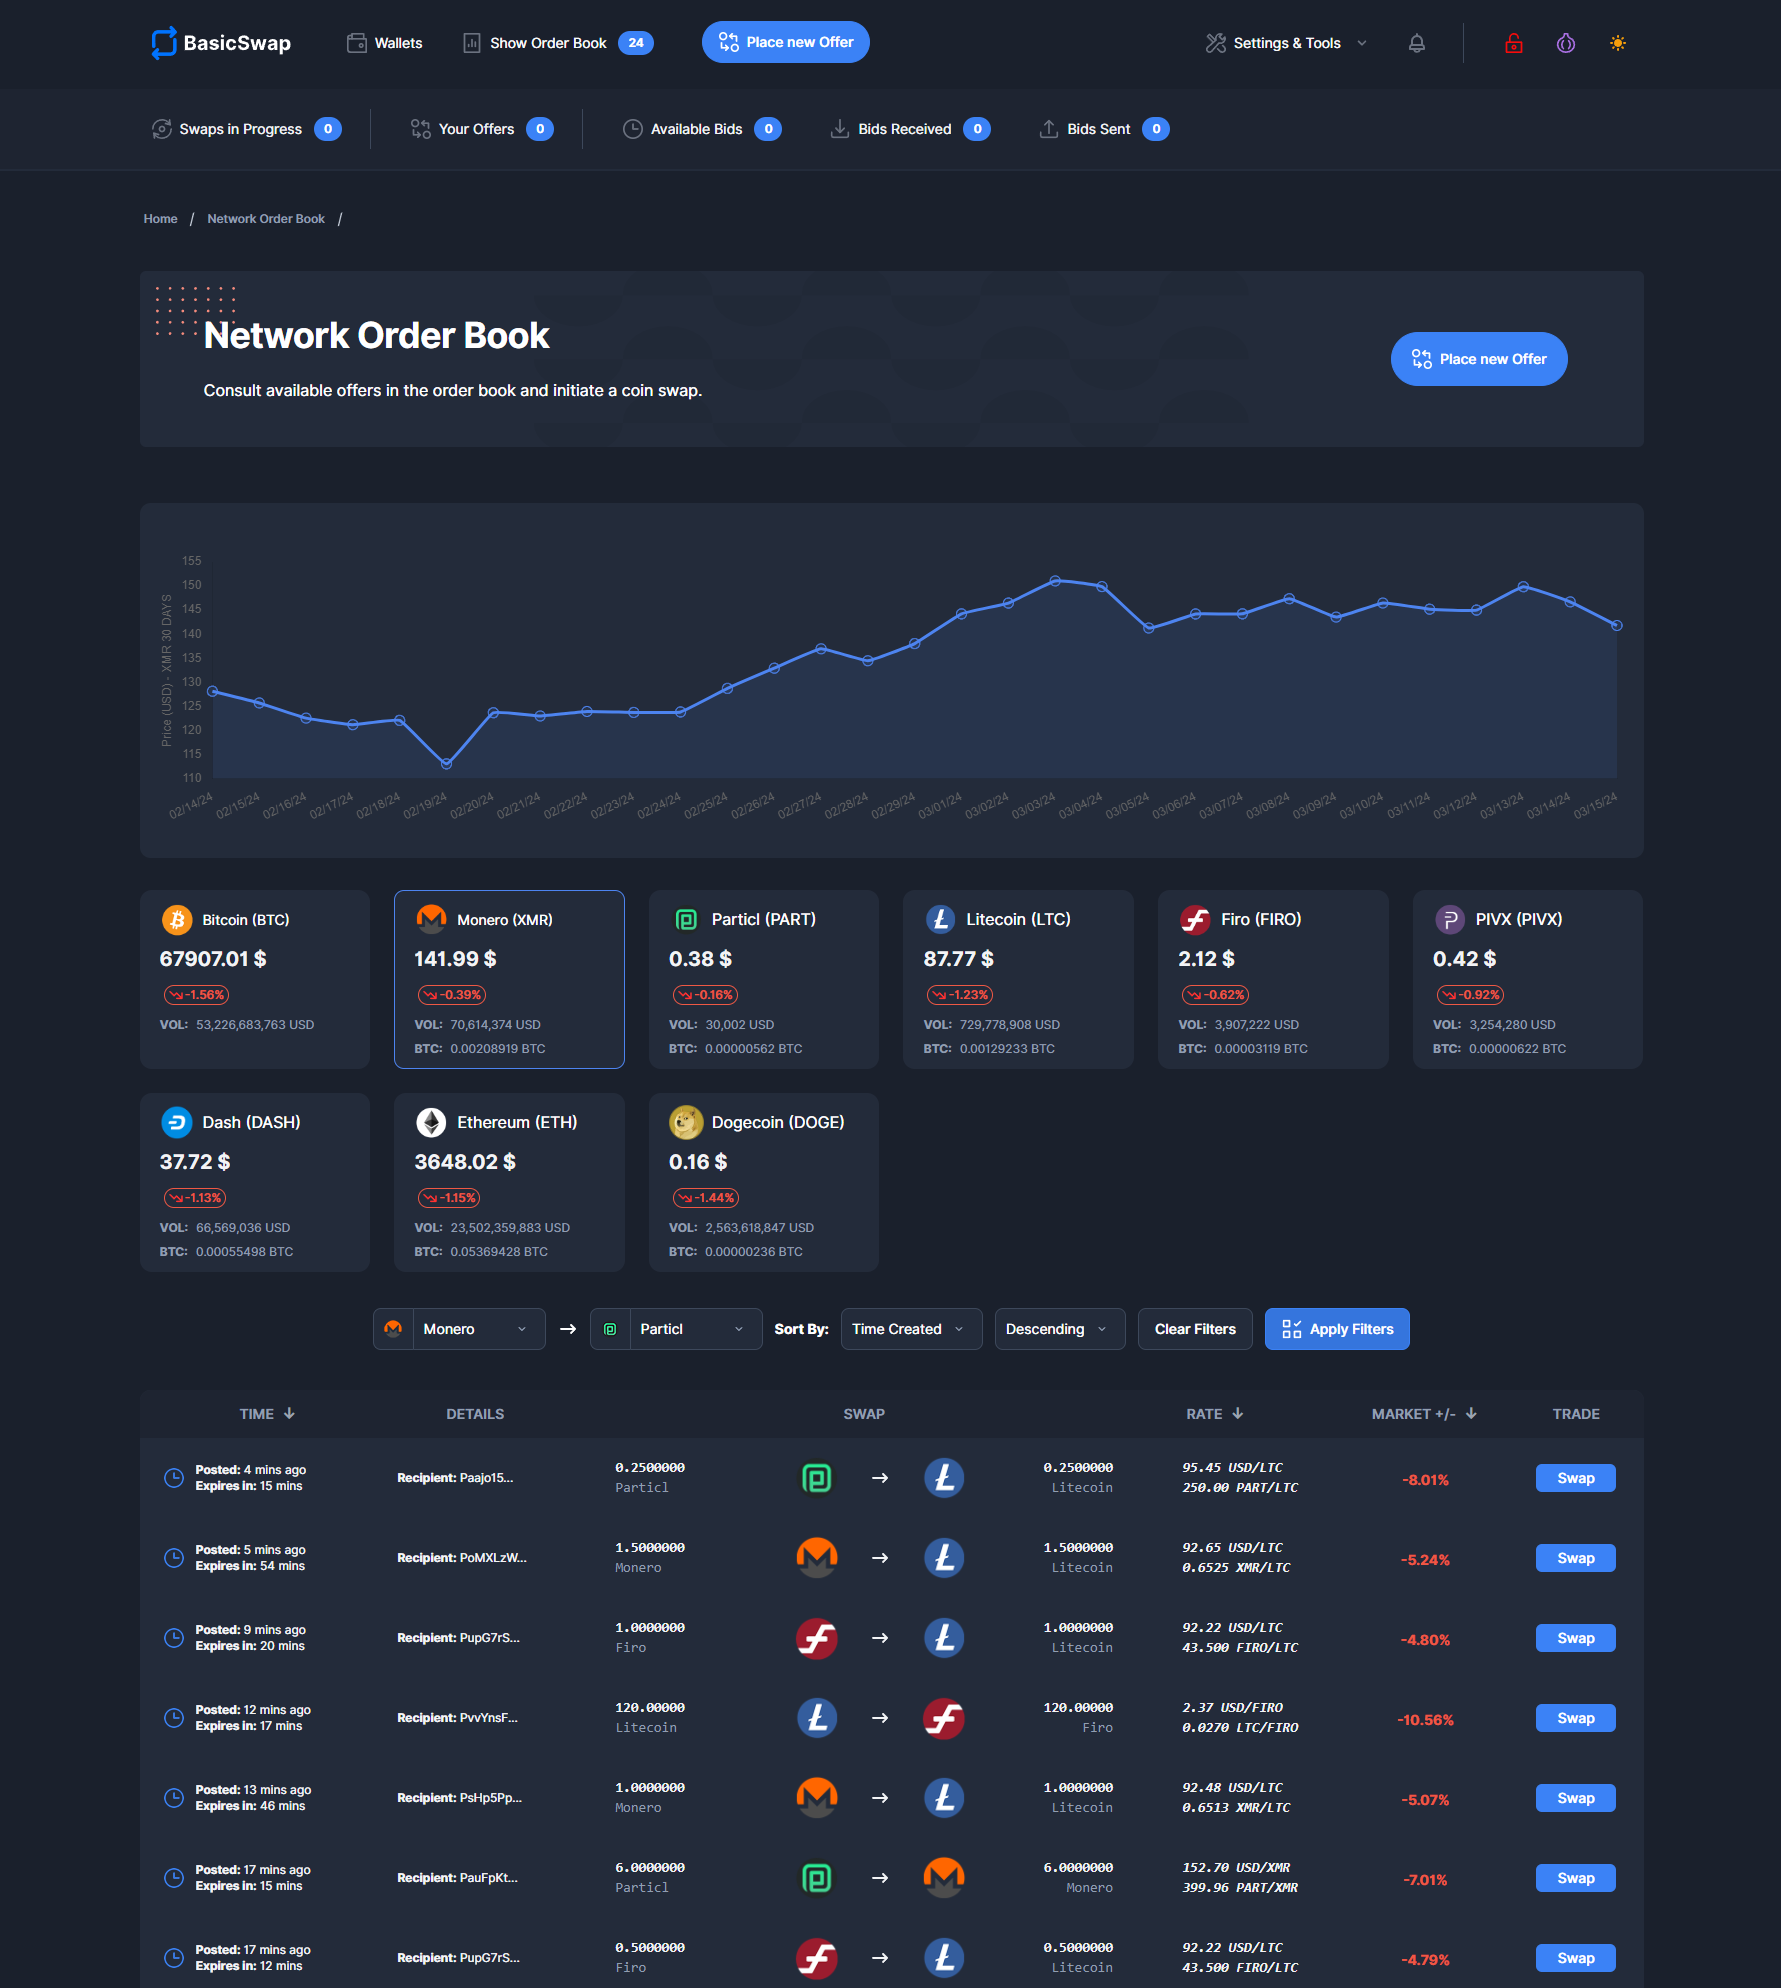 BasicSwap
Wallets
Show Order Book 24
Place new Offer
Settings & Tools
Swaps in Progress 0
Your Offers 0
Available Bids 0
Bids Received 0
Bids Sent 0
Home / Network Order Book /
Network Order Book
Consult available offers in the order book and initiate a coin swap.
Place new Offer
Price (USD) - XMR 30 DAYS
155
150
145
140
135
130
125
120
115
110
02/14/24 02/15/24 02/16/24 02/17/24 02/18/24 02/19/24 02/20/24 02/21/24 02/22/24 02/23/24 02/24/24 02/25/24 02/26/24 02/27/24 02/28/24 02/29/24 03/01/24 03/02/24 03/03/24 03/04/24 03/05/24 03/06/24 03/07/24 03/08/24 03/09/24 03/10/24 03/11/24 03/12/24 03/13/24 03/14/24 03/15/24
Bitcoin (BTC)
67907.01 $
-1.56%
VOL: 53,226,683,763 USD
Monero (XMR)
141.99 $
-0.39%
VOL: 70,614,374 USD
BTC: 0.00208919 BTC
Particl (PART)
0.38 $
-0.16%
VOL: 30,002 USD
BTC: 0.00000562 BTC
Litecoin (LTC)
87.77 $
-1.23%
VOL: 729,778,908 USD
BTC: 0.00129233 BTC
Firo (FIRO)
2.12 $
-0.62%
VOL: 3,907,222 USD
BTC: 0.00003119 BTC
PIVX (PIVX)
0.42 $
-0.92%
VOL: 3,254,280 USD
BTC: 0.00000622 BTC
Dash (DASH)
37.72 $
-1.13%
VOL: 66,569,036 USD
BTC: 0.00055498 BTC
Ethereum (ETH)
3648.02 $
-1.15%
VOL: 23,502,359,883 USD
BTC: 0.05369428 BTC
Dogecoin (DOGE)
0.16 $
-1.44%
VOL: 2,563,618,847 USD
BTC: 0.00000236 BTC
Monero → Particl Sort By: Time Created Descending Clear Filters Apply Filters
TIME ↓ DETAILS SWAP RATE ↓ MARKET +/- ↓ TRADE
Posted: 4 mins ago
Expires in: 15 mins
Recipient: Paajo15...
0.2500000
Particl
→
0.2500000
Litecoin
95.45 USD/LTC
250.00 PART/LTC
-8.01%
Swap
Posted: 5 mins ago
Expires in: 54 mins
Recipient: PoMXLzW...
1.5000000
Monero
→
1.5000000
Litecoin
92.65 USD/LTC
0.6525 XMR/LTC
-5.24%
Swap
Posted: 9 mins ago
Expires in: 20 mins
Recipient: PupG7rS...
1.0000000
Firo
→
1.0000000
Litecoin
92.22 USD/LTC
43.500 FIRO/LTC
-4.80%
Swap
Posted: 12 mins ago
Expires in: 17 mins
Recipient: PvvYnsF...
120.00000
Litecoin
→
120.00000
Firo
2.37 USD/FIRO
0.0270 LTC/FIRO
-10.56%
Swap
Posted: 13 mins ago
Expires in: 46 mins
Recipient: PsHp5Pp...
1.0000000
Monero
→
1.0000000
Litecoin
92.48 USD/LTC
0.6513 XMR/LTC
-5.07%
Swap
Posted: 17 mins ago
Expires in: 15 mins
Recipient: PauFpKt...
6.0000000
Particl
→
6.0000000
Monero
152.70 USD/XMR
399.96 PART/XMR
-7.01%
Swap
Posted: 17 mins ago
Expires in: 12 mins
Recipient: PupG7rS...
0.5000000
Firo
→
0.5000000
Litecoin
92.22 USD/LTC
43.500 FIRO/LTC
-4.79%
Swap